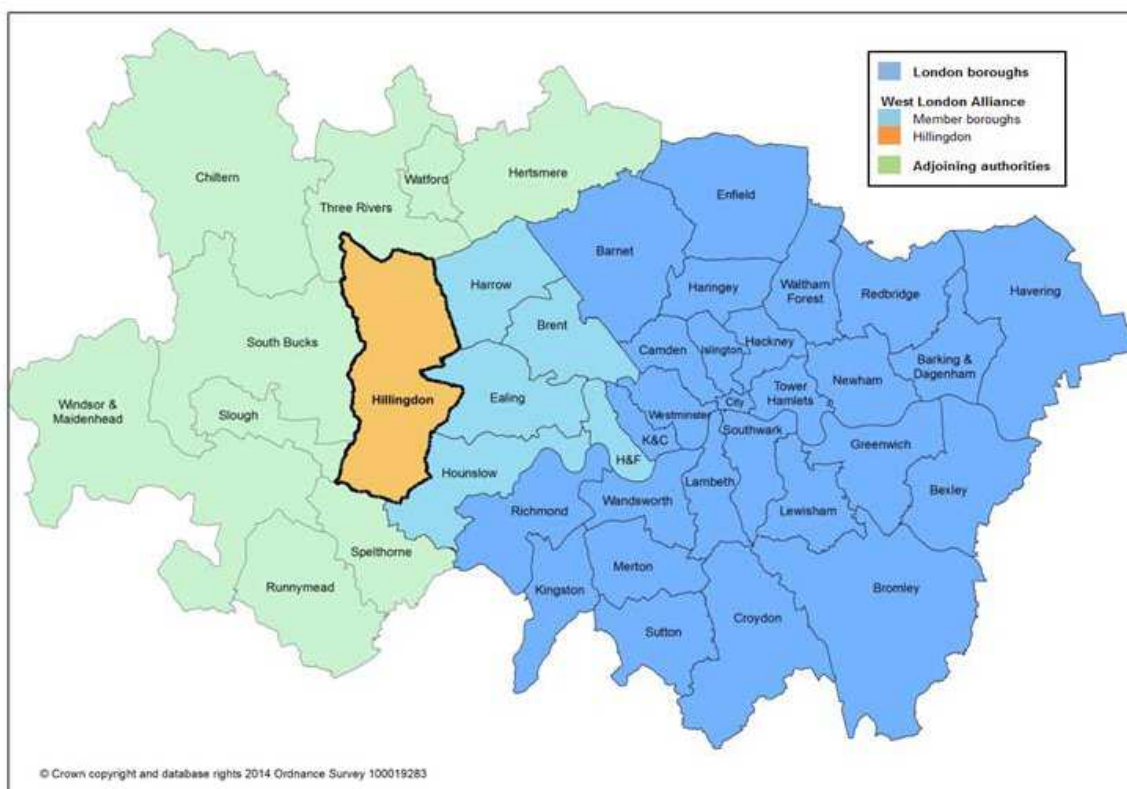 London boroughs
West London Alliance
Member boroughs
Hillingdon
Adjoining authorities
Chiltern
Three Rivers
Watford
Hertsmere
Enfield
Barnet
Harrow
Haringey
Waltham
Forest
Redbridge
Havering
Brent
South Bucks
Camden
Islington
Hackney
Barking &
Dagenham
Newham
Tower
Hamlets
Windsor &
Maidenhead
Slough
Hillingdon
Ealing
Westminster
City
Southwark
K&C
H&F
Greenwich
Hounslow
Bexley
Lambeth
Wandsworth
Richmond
Lewisham
Spelthorne
Runnymead
Merton
Kingston
Bromley
Croydon
Sutton
© Crown copyright and database rights 2014 Ordnance Survey 100019283